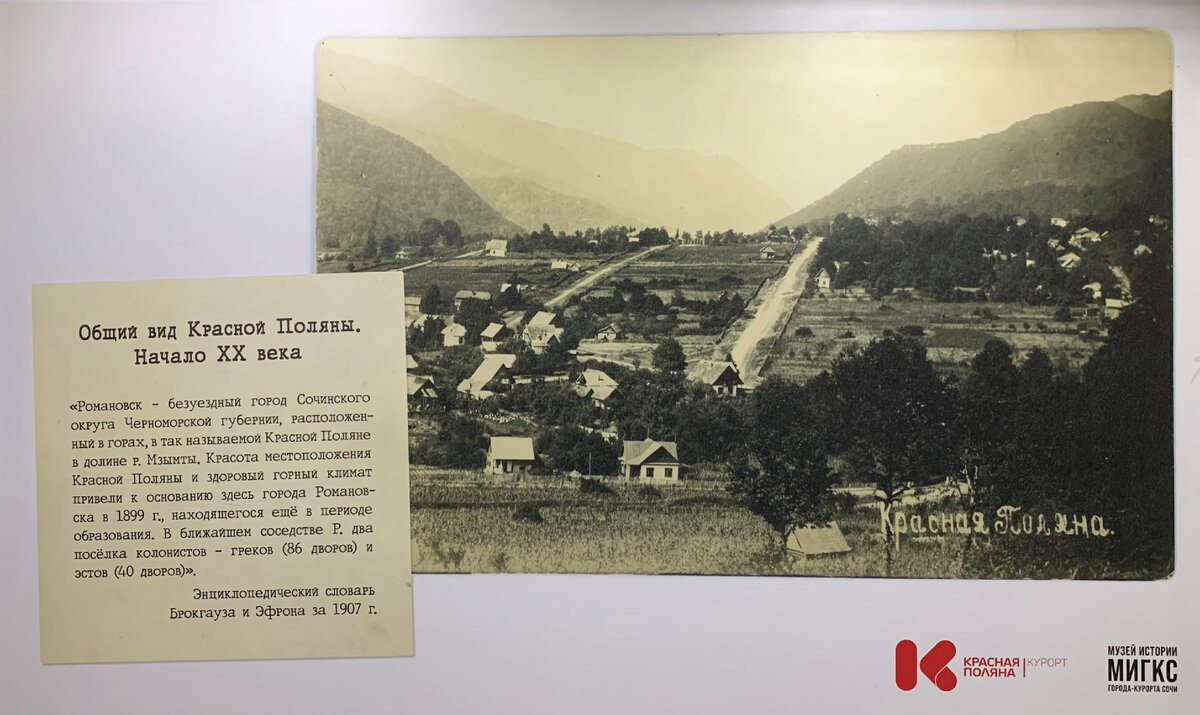 Общий вид Красной Поляны.
Начало XX века
«Романовск - безуездный город Сочинского
округа Черноморской губернии, расположен-
ный в горах, в так называемой Красной Поляне
в долине р. Мзымты. Красота местоположения
Красной Поляны и здоровый горный климат
привели к основанию здесь города Романов-
ска в 1899 г., находящегося ещё в периоде
образования. В ближайшем соседстве Р. два
посёлка колонистов - греков (86 дворов) и
эстов (40 дворов)».
Энциклопедический словарь
Брокгауза и Эфрона за 1907 г.
Красная Поляна.
КРАСНАЯ
ПОЛЯНА
КУРОРТ
МУЗЕЙ ИСТОРИИ
МИГКС
ГОРОДА-КУРОРТА СОЧИ